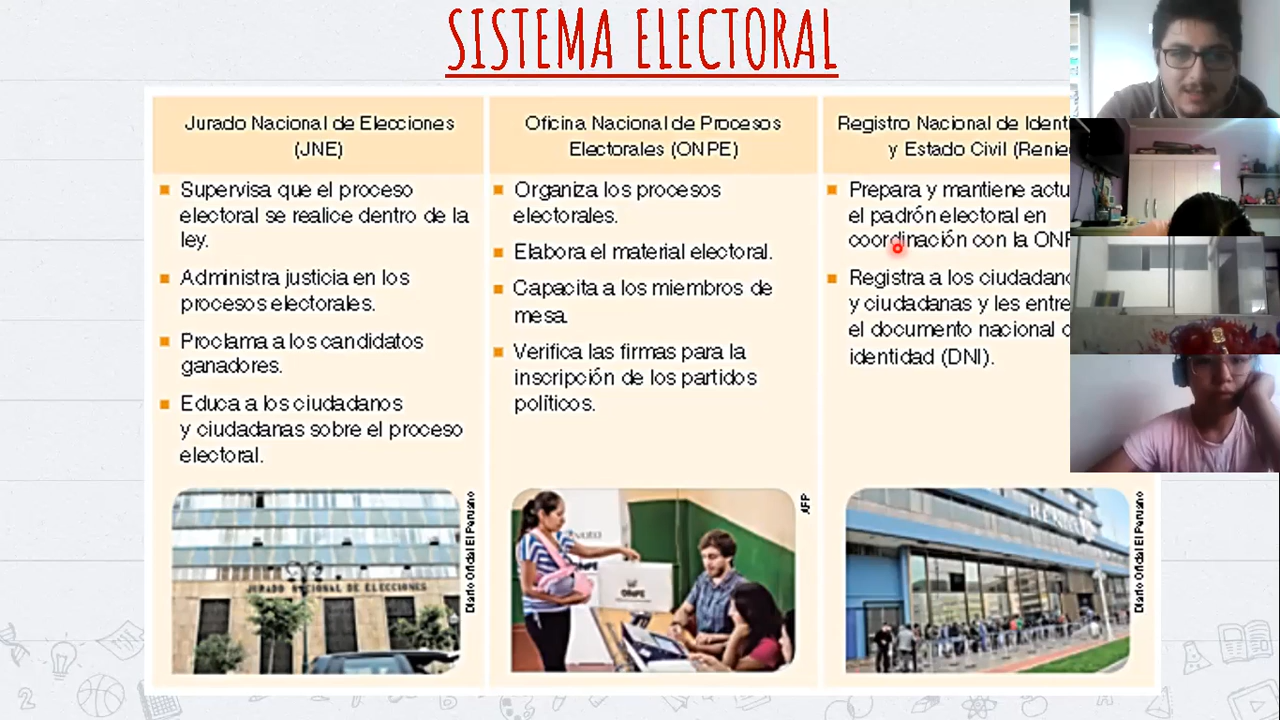 SISTEMA ELECTORAL
Jurado Nacional de Elecciones
(JNE)
Supervisa que el proceso
electoral se realice dentro de la
ley.
Administra justicia en los
procesos electorales.
Proclama a los candidatos
ganadores.
Educa a los ciudadanos
y ciudadanas sobre el proceso
electoral.
JURADO NACIONAL DE ELECCIONES
Diario Oficial El Peruano
Oficina Nacional de Procesos
Electorales (ONPE)
Organiza los procesos
electorales.
Elabora el material electoral.
Capacita a los miembros de
mesa.
Verifica las firmas para la
inscripción de los partidos
políticos.
ONPE
AFP
Registro Nacional de
y Estado Civil
Prepara y mantiene
el padrón electoral en
coordinación con la
Registra a los
y ciudadanas y les
el documento nacional
identidad (DNI).
Diario Oficial El Peruano